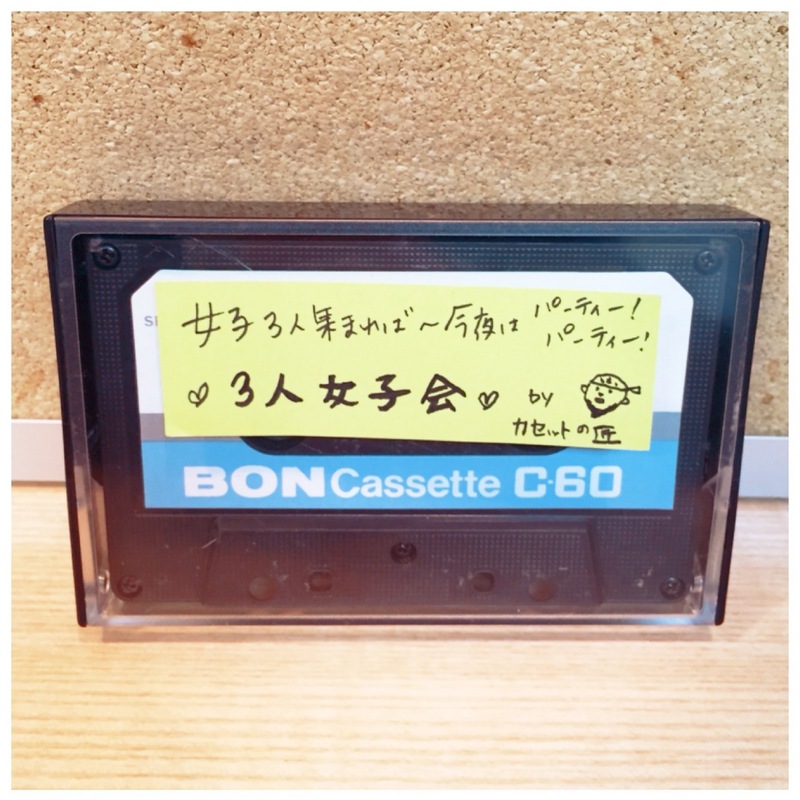 女子3人集まれば～今夜は パーティー!
パーティー!
♡3人女子会♡ by
カセットの匠
BON Cassette C-60